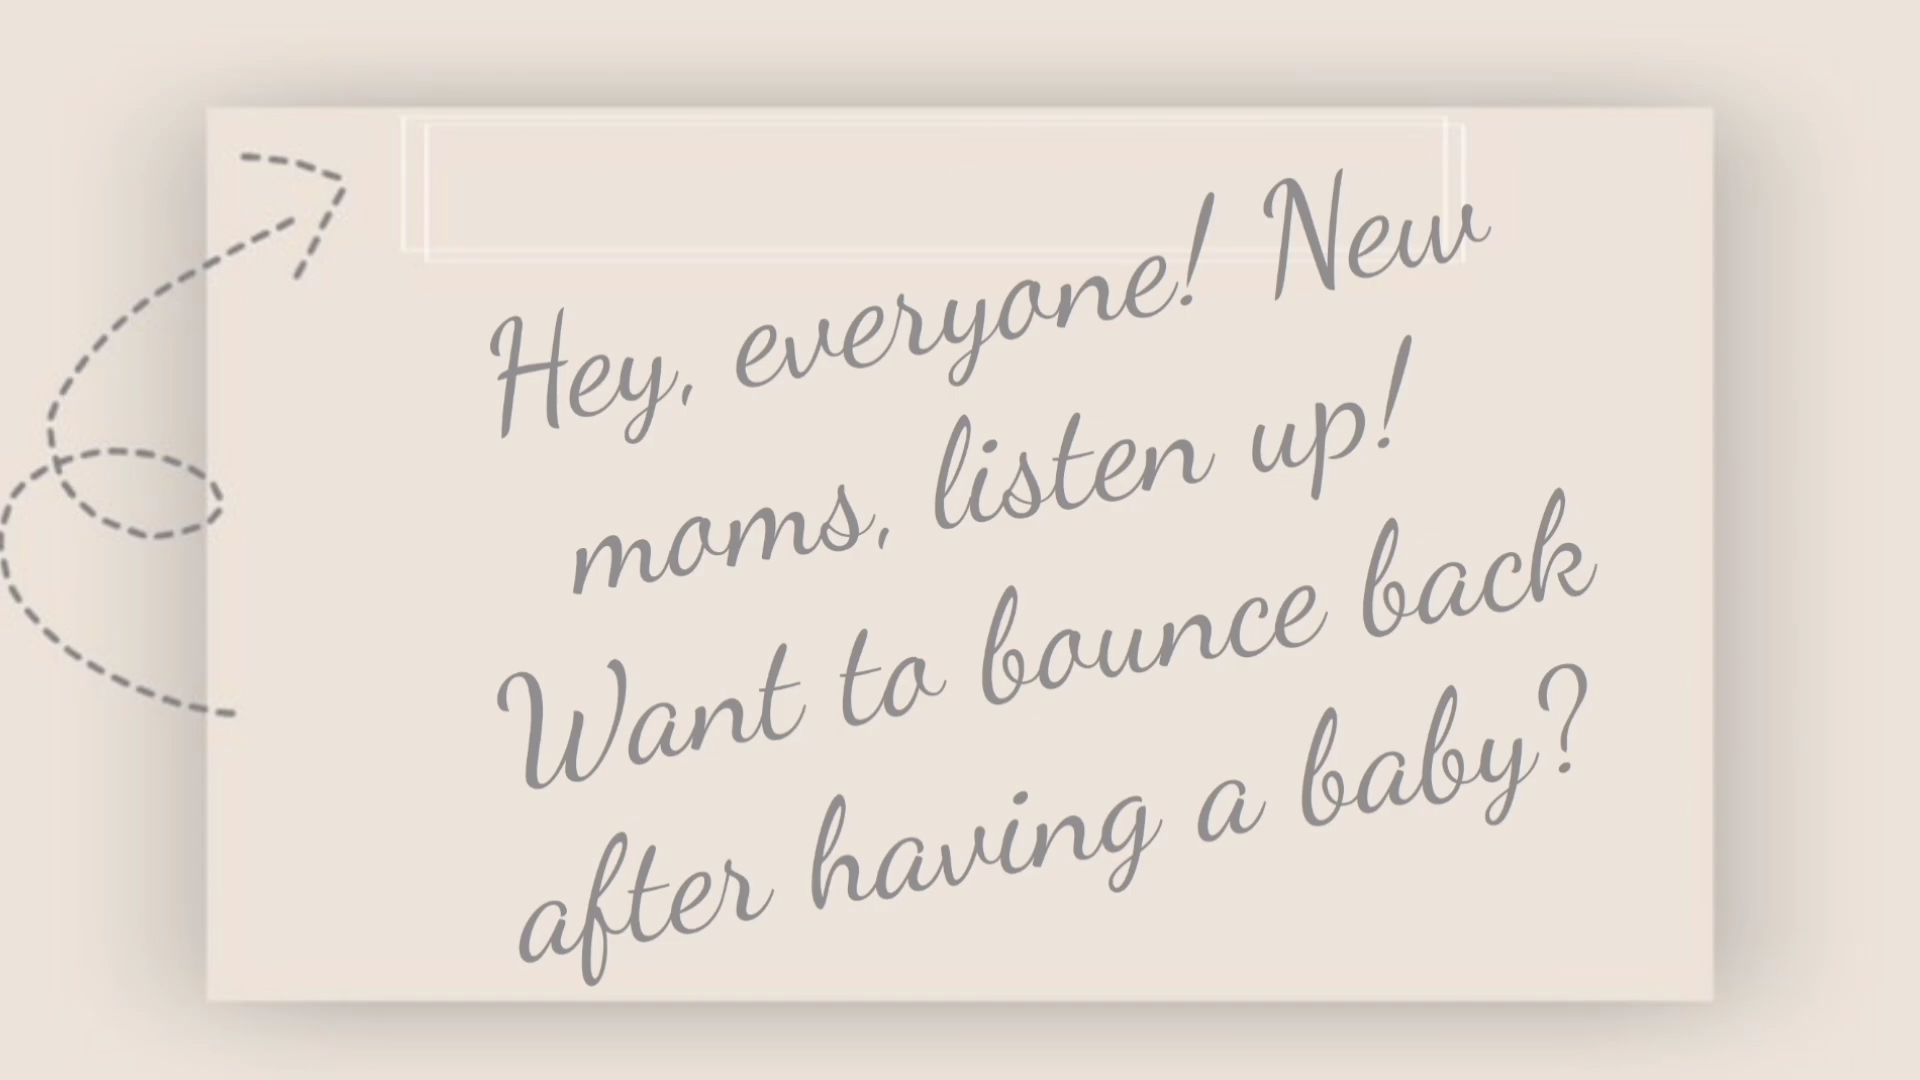 Hey, everyone! New
moms, listen up!
Want to bounce back
after having a baby?